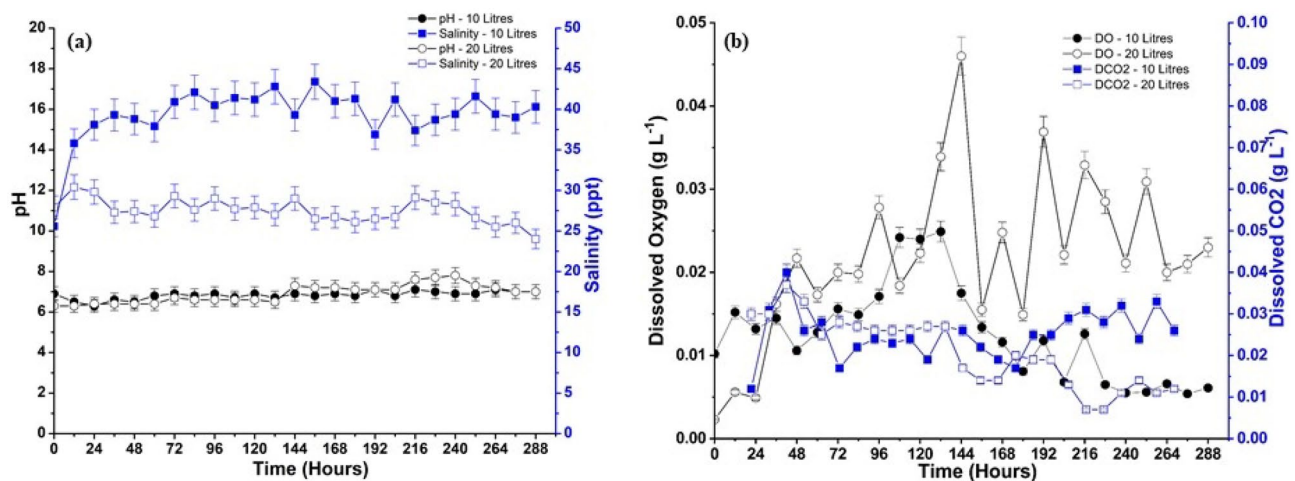 (a)
pH - 10 Litres
Salinity - 10 Litres
pH - 20 Litres
Salinity - 20 Litres
pH
20
18
16
14
12
10
8
6
4
2
0
Salinity (ppt)
50
45
40
35
30
25
20
15
10
5
0
0 24 48 72 96 120 144 168 192 216 240 264 288
Time (Hours)
(b)
DO - 10 Litres
DO - 20 Litres
DCO2 - 10 Litres
DCO2 - 20 Litres
Dissolved Oxygen (g L⁻¹)
0.05
0.04
0.03
0.02
0.01
0.00
Dissolved CO2 (g L⁻¹)
0.10
0.09
0.08
0.07
0.06
0.05
0.04
0.03
0.02
0.01
0.00
0 24 48 72 96 120 144 168 192 216 240 264 288
Time (Hours)